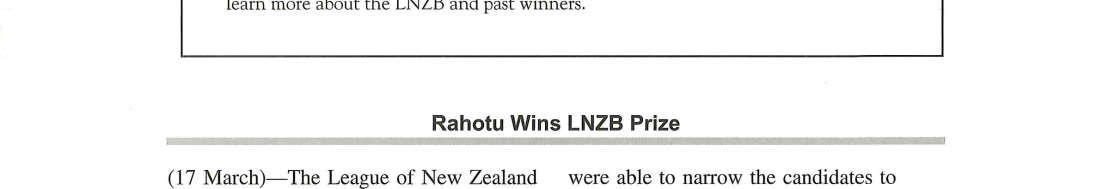 learn more about the LNZB and past winners.
Rahotu Wins LNZB Prize
(17 March)—The League of New Zealand
were able to narrow the candidates to